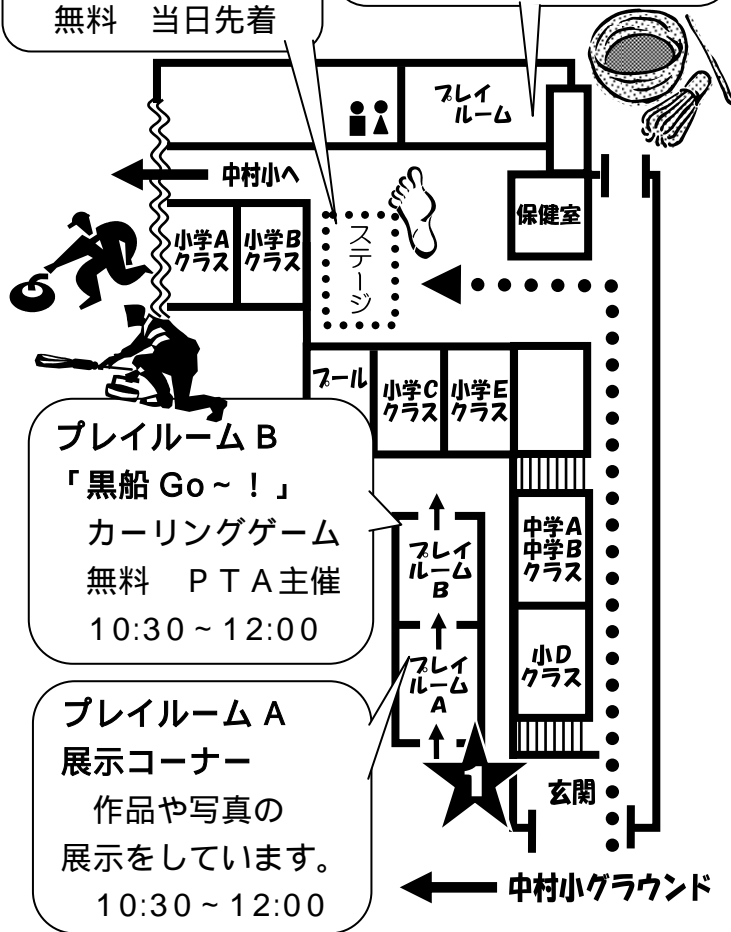 無料　当日先着
プレイ
ルーム
中村小へ
保健室
小学A
クラス
小学B
クラス
ステージ
プール
小学C
クラス
小学E
クラス
プレイルーム B
「黒船 Go～！」
カーリングゲーム
無料　ＰＴＡ主催
10:30～12:00
プレイ
ルーム
B
中学A
中学B
クラス
プレイ
ルーム
A
小D
クラス
プレイルーム A
展示コーナー
作品や写真の
展示をしています。
10:30～12:00
1
玄関
中村小グラウンド